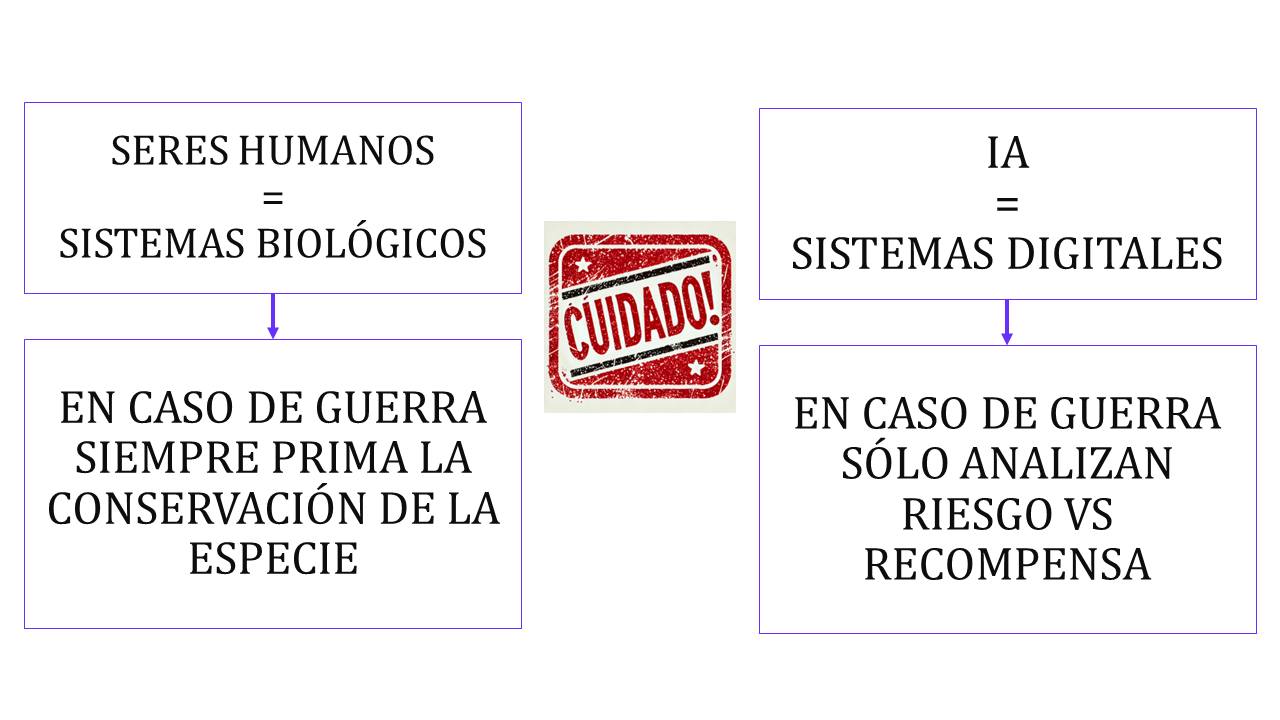 SERES HUMANOS
=
SISTEMAS BIOLÓGICOS
EN CASO DE GUERRA
SIEMPRE PRIMA LA
CONSERVACIÓN DE LA
ESPECIE
CUIDADO!
IA
=
SISTEMAS DIGITALES
EN CASO DE GUERRA
SÓLO ANALIZAN
RIESGO VS
RECOMPENSA